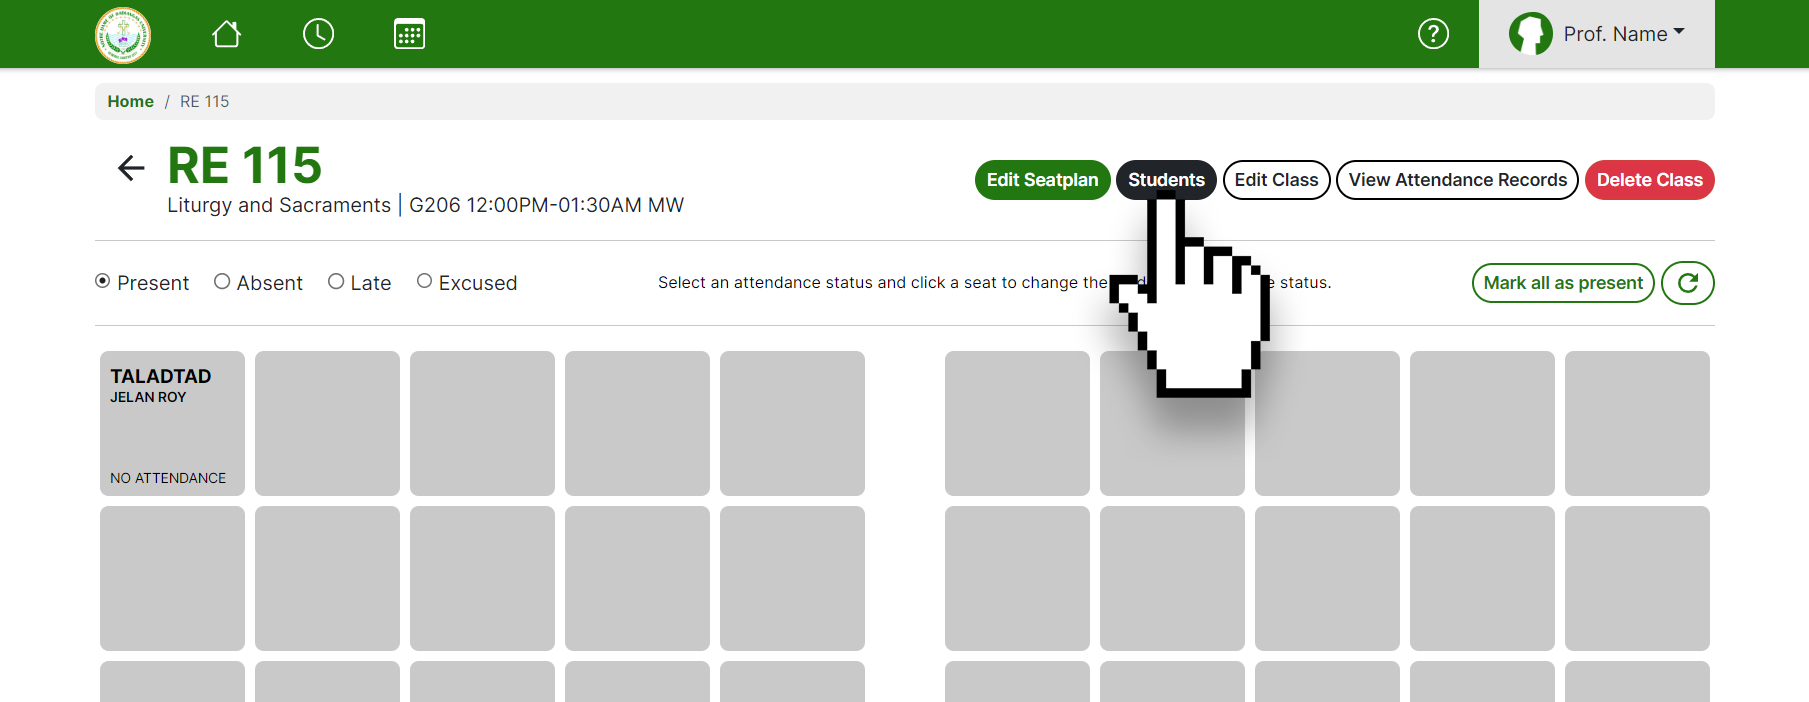 Prof. Name
Home / RE 115
RE 115
Liturgy and Sacraments | G206 12:00PM-01:30AM MW
Edit Seatplan
Students
Edit Class
View Attendance Records
Delete Class
Present
Absent
Late
Excused
Select an attendance status and click a seat to change the status.
Mark all as present
TALADTAD
JELAN ROY
NO ATTENDANCE